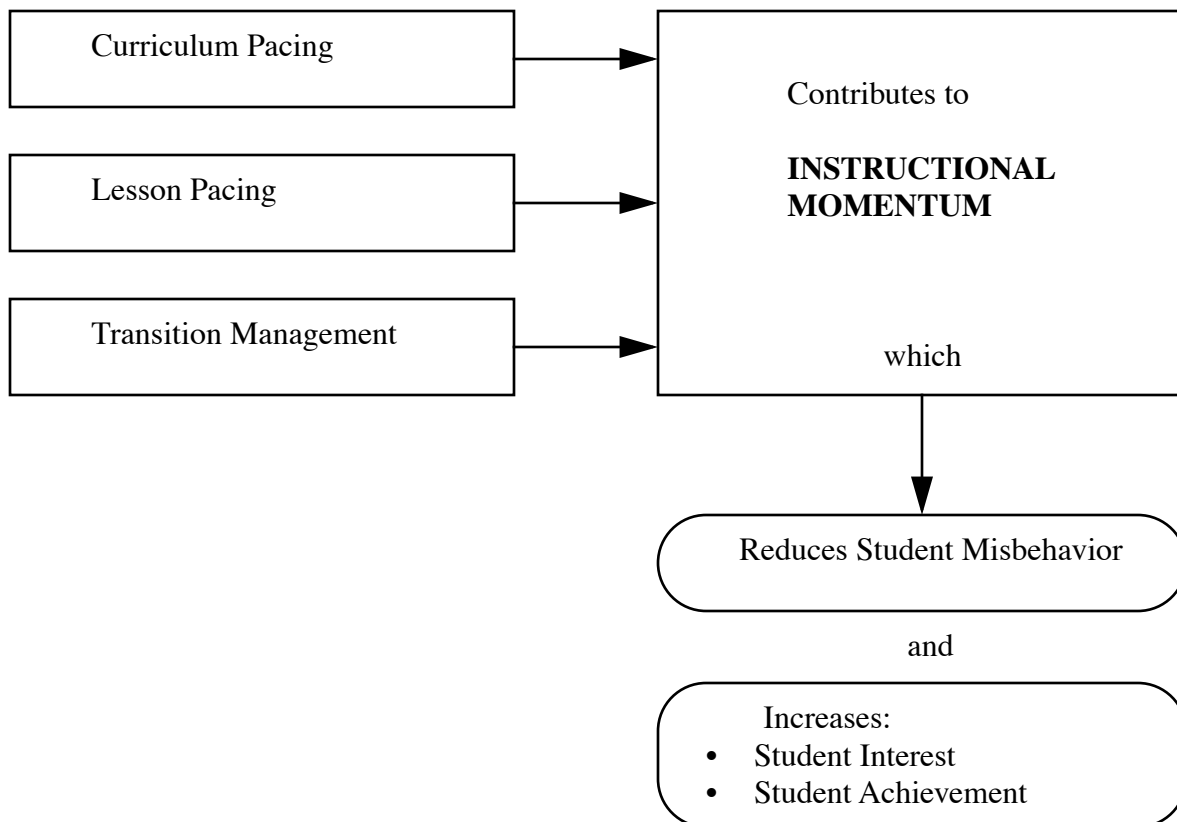 Curriculum Pacing
Lesson Pacing
Transition Management
Contributes to
INSTRUCTIONAL
MOMENTUM
which
Reduces Student Misbehavior
and
Increases:
• Student Interest
• Student Achievement